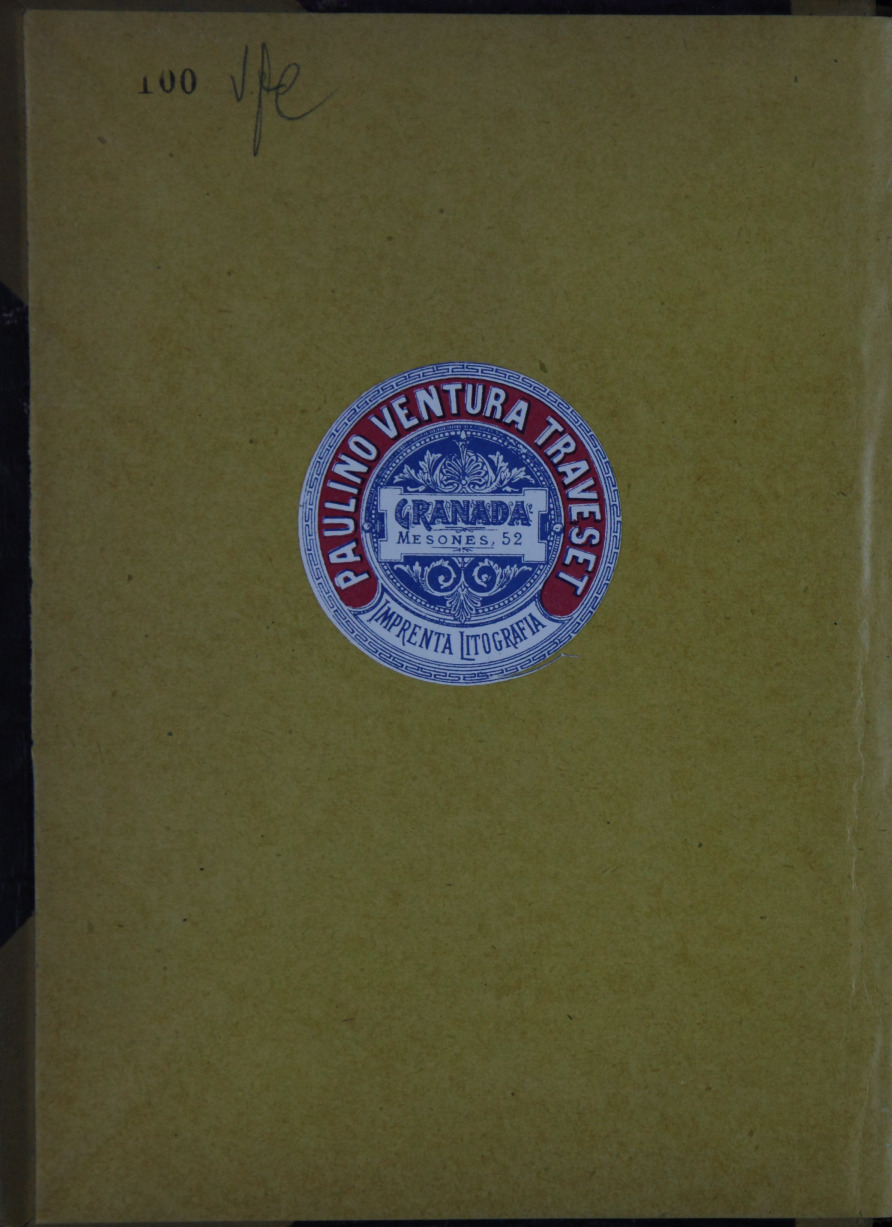 100
PAULINO VENTURA TRAVESET
GRANADA
MESONES, 52
IMPRENTA LITOGRAFIA